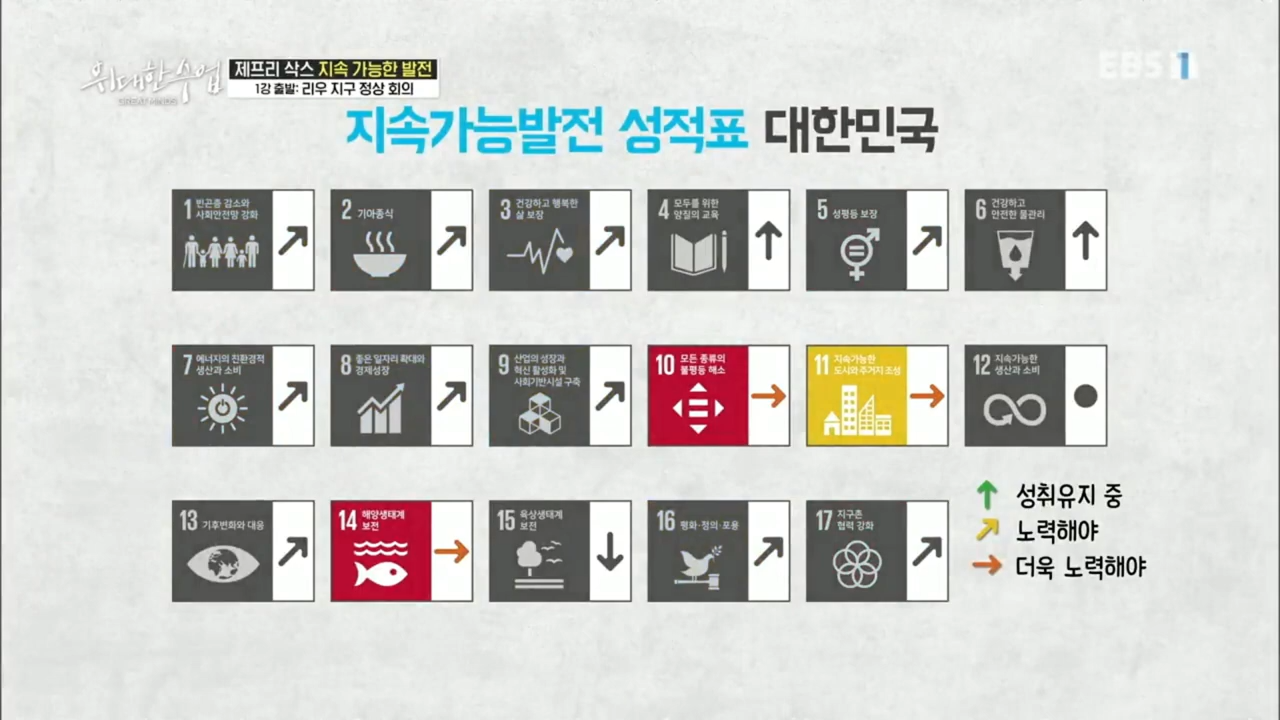 위대한 수업
GREAT MINDS
제프리 삭스 지속 가능한 발전
1강 출발: 리우 지구 정상 회의
EBS 1
지속가능발전 성적표 대한민국
1 빈곤층 감소와
사회안전망 강화
2 기아종식
3 건강하고 행복한
삶 보장
4 모두를 위한
양질의 교육
5 성평등 보장
6 건강하고
안전한 물관리
7 에너지의 친환경적
생산과 소비
8 좋은 일자리 확대와
경제성장
9 산업의 성장과
혁신 활성화 및
사회기반시설 구축
10 모든 종류의
불평등 해소
11 지속가능한
도시와 주거지 조성
12 지속가능한
생산과 소비
13 기후변화와 대응
14 해양생태계
보전
15 육상생태계
보전
16 평화·정의·포용
17 지구촌
협력 강화
성취유지 중
노력해야
더욱 노력해야